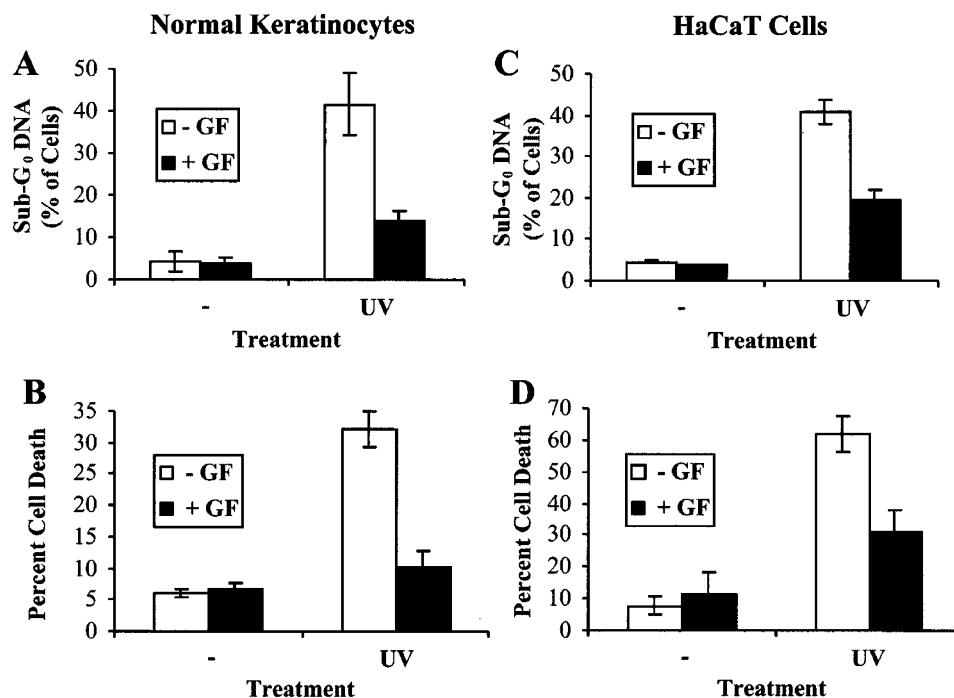 Normal Keratinocytes
HaCaT Cells
A
Sub-G₀ DNA
(% of Cells)
50
40
30
20
10
0
- GF
+ GF
-
UV
Treatment
C
Sub-G₀ DNA
(% of Cells)
50
40
30
20
10
0
- GF
+ GF
-
UV
Treatment
B
Percent Cell Death
35
30
25
20
15
10
5
0
- GF
+ GF
-
UV
Treatment
D
Percent Cell Death
70
60
50
40
30
20
10
0
- GF
+ GF
-
UV
Treatment